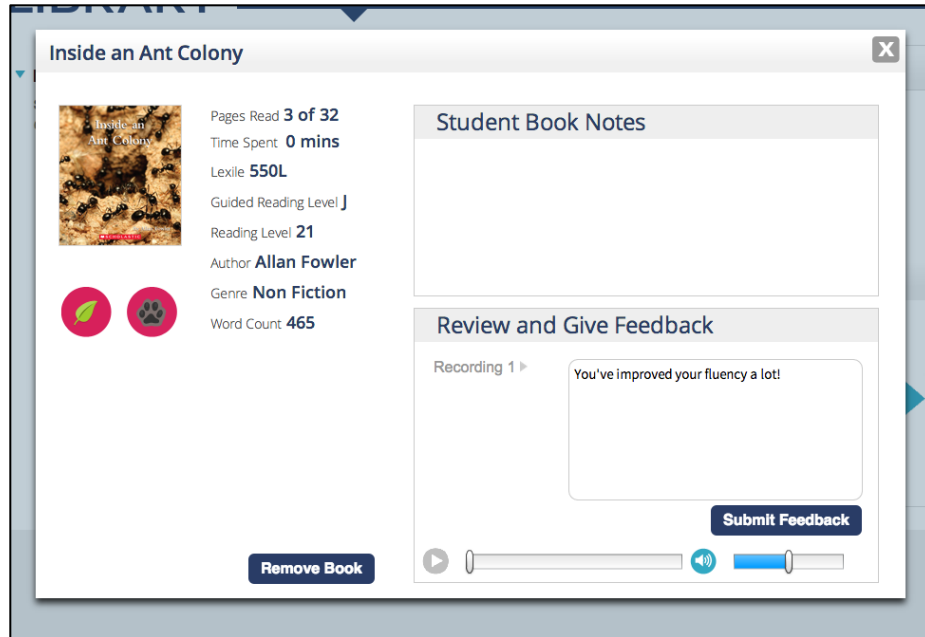 LIBRARY
Inside an Ant Colony
X
Inside an
Ant Colony
SCHOLASTIC
Pages Read 3 of 32
Time Spent 0 mins
Lexile 550L
Guided Reading Level J
Reading Level 21
Author Allan Fowler
Genre Non Fiction
Word Count 465
Remove Book
Student Book Notes
Review and Give Feedback
Recording 1
You've improved your fluency a lot!
Submit Feedback